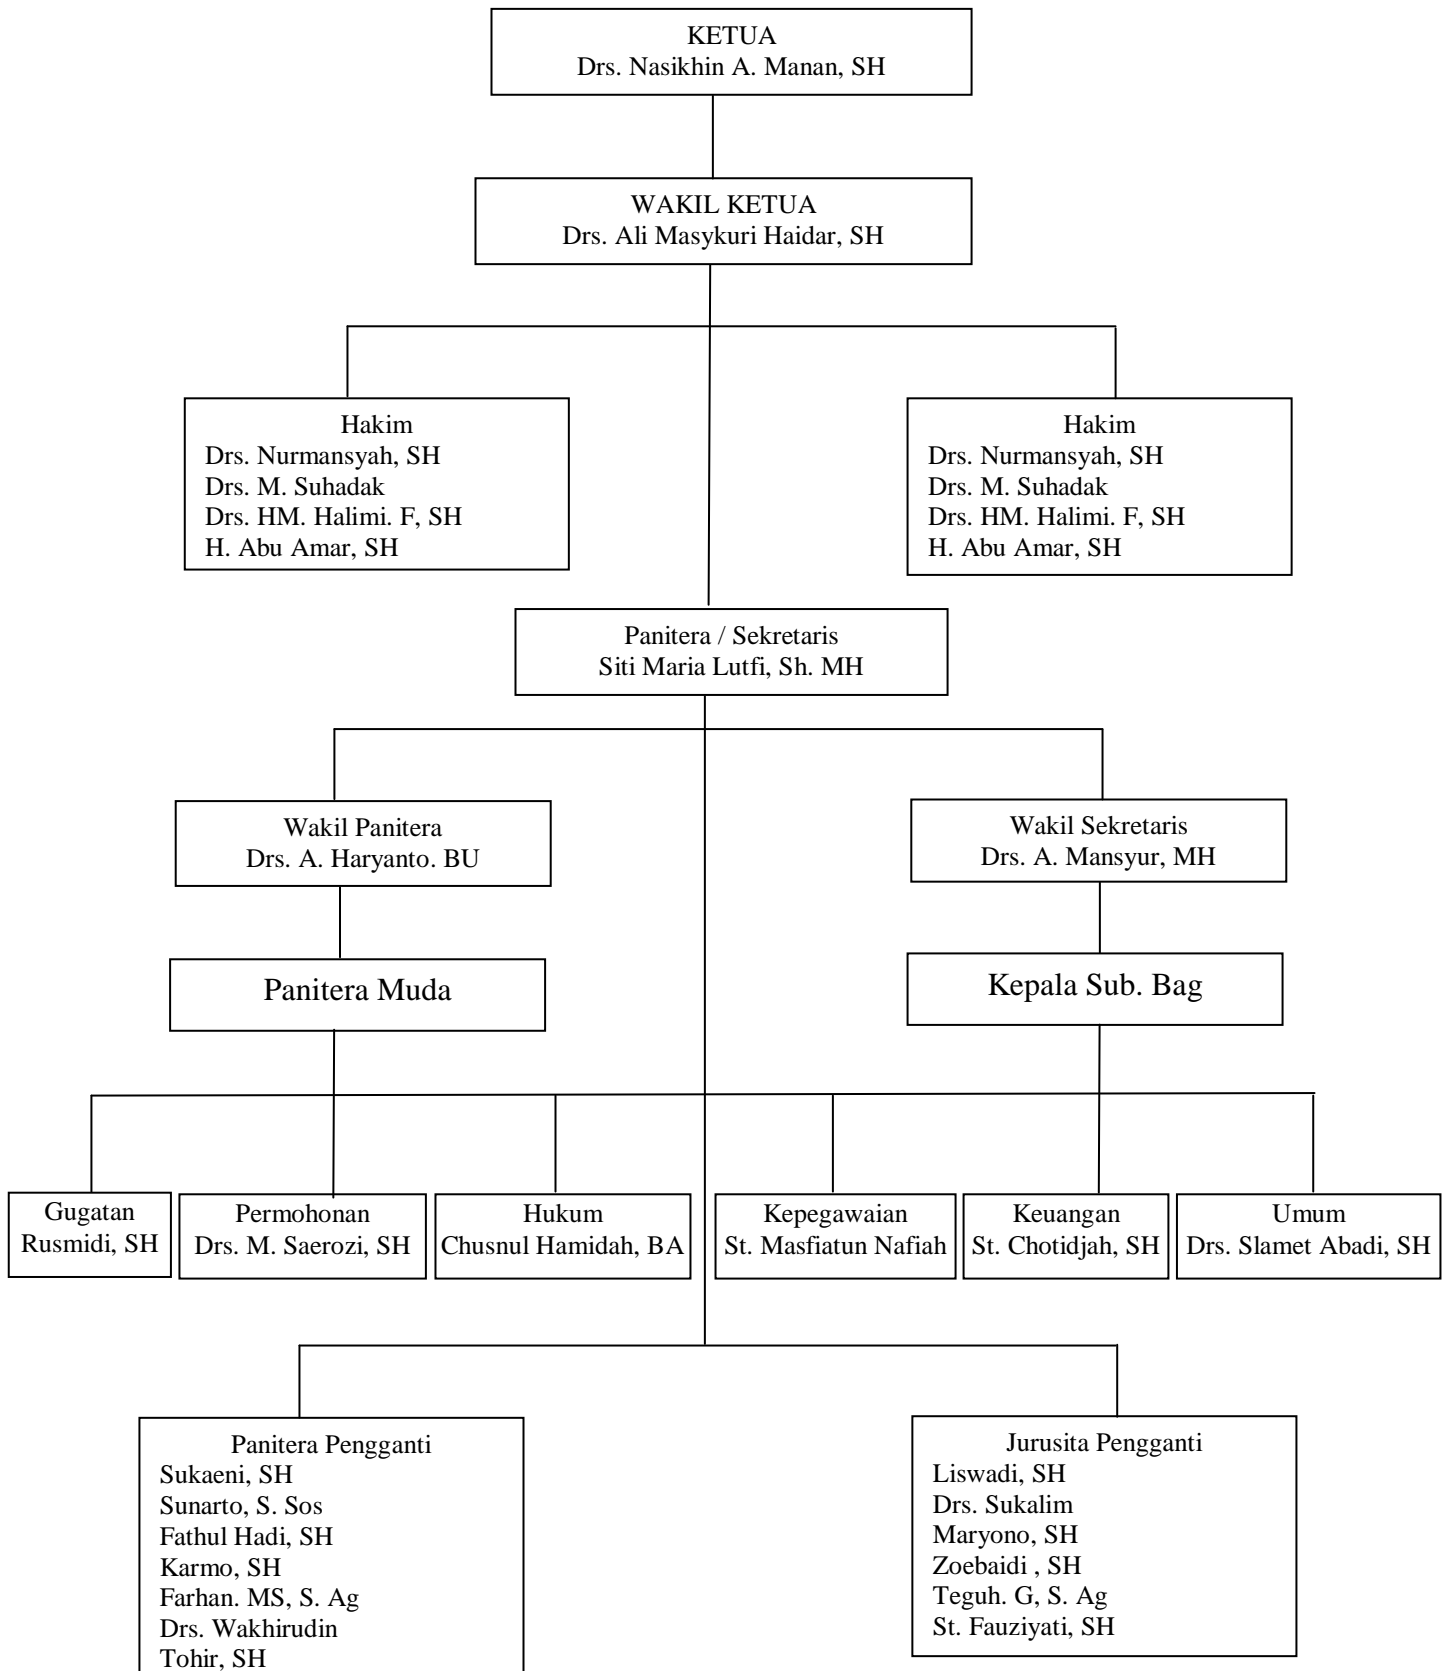 KETUA
Drs. Nasikhin A. Manan, SH
WAKIL KETUA
Drs. Ali Masykuri Haidar, SH
Hakim
Drs. Nurmansyah, SH
Drs. M. Suhadak
Drs. HM. Halimi. F, SH
H. Abu Amar, SH
Hakim
Drs. Nurmansyah, SH
Drs. M. Suhadak
Drs. HM. Halimi. F, SH
H. Abu Amar, SH
Panitera / Sekretaris
Siti Maria Lutfi, Sh. MH
Wakil Panitera
Drs. A. Haryanto. BU
Wakil Sekretaris
Drs. A. Mansyur, MH
Panitera Muda
Kepala Sub. Bag
Gugatan
Rusmidi, SH
Permohonan
Drs. M. Saerozi, SH
Hukum
Chusnul Hamidah, BA
Kepegawaian
St. Masfiatun Nafiah
Keuangan
St. Chotidjah, SH
Umum
Drs. Slamet Abadi, SH
Panitera Pengganti
Sukaeni, SH
Sunarto, S. Sos
Fathul Hadi, SH
Karmo, SH
Farhan. MS, S. Ag
Drs. Wakhirudin
Tohir, SH
Jurusita Pengganti
Liswadi, SH
Drs. Sukalim
Maryono, SH
Zoebaidi , SH
Teguh. G, S. Ag
St. Fauziyati, SH